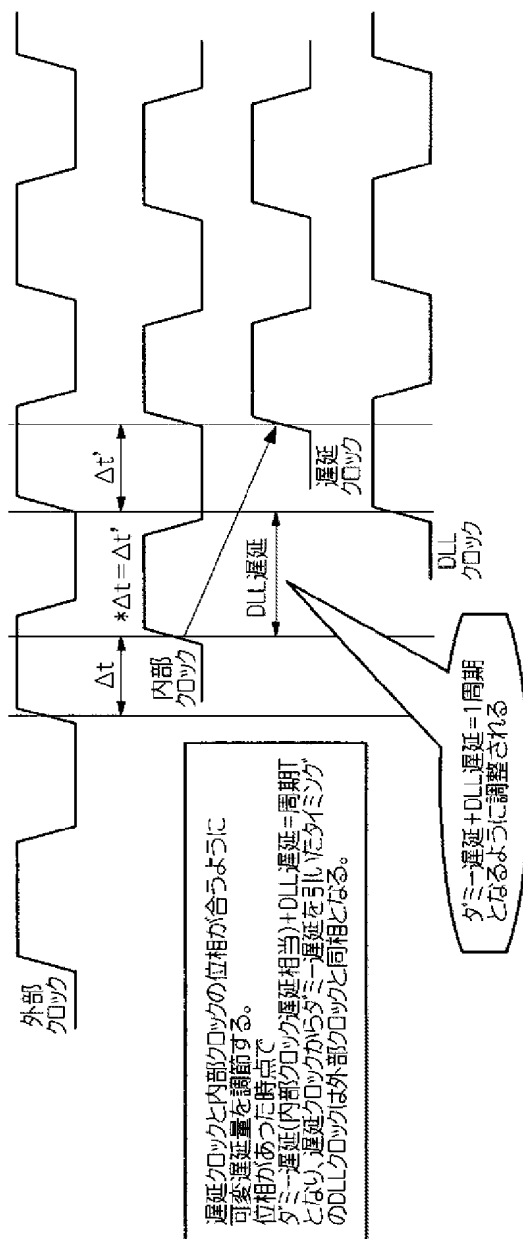 外部
クロック
Δt
*Δt=Δt'
Δt'
内部
クロック
DLL遅延
遅延
クロック
DLL
クロック
遅延クロックと内部クロックの位相が合うように
可変遅延量を調節する。
位相があった時点で
ダミー遅延(内部クロック遅延相当)+DLL遅延=周期T
となり、遅延クロックからダミー遅延を引いたタイミング
のDLLクロックは外部クロックと同相となる。
ダミー遅延+DLL遅延=1周期
となるように調整される